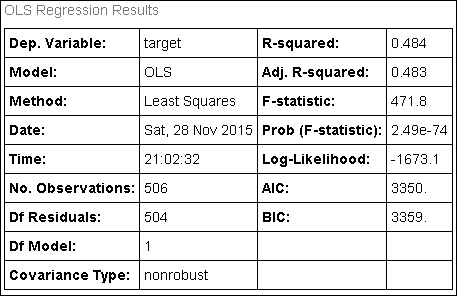 OLS Regression Results
Dep. Variable: target R-squared: 0.484
Model: OLS Adj. R-squared: 0.483
Method: Least Squares F-statistic: 471.8
Date: Sat, 28 Nov 2015 Prob (F-statistic): 2.49e-74
Time: 21:02:32 Log-Likelihood: -1673.1
No. Observations: 506 AIC: 3350.
Df Residuals: 504 BIC: 3359.
Df Model: 1
Covariance Type: nonrobust